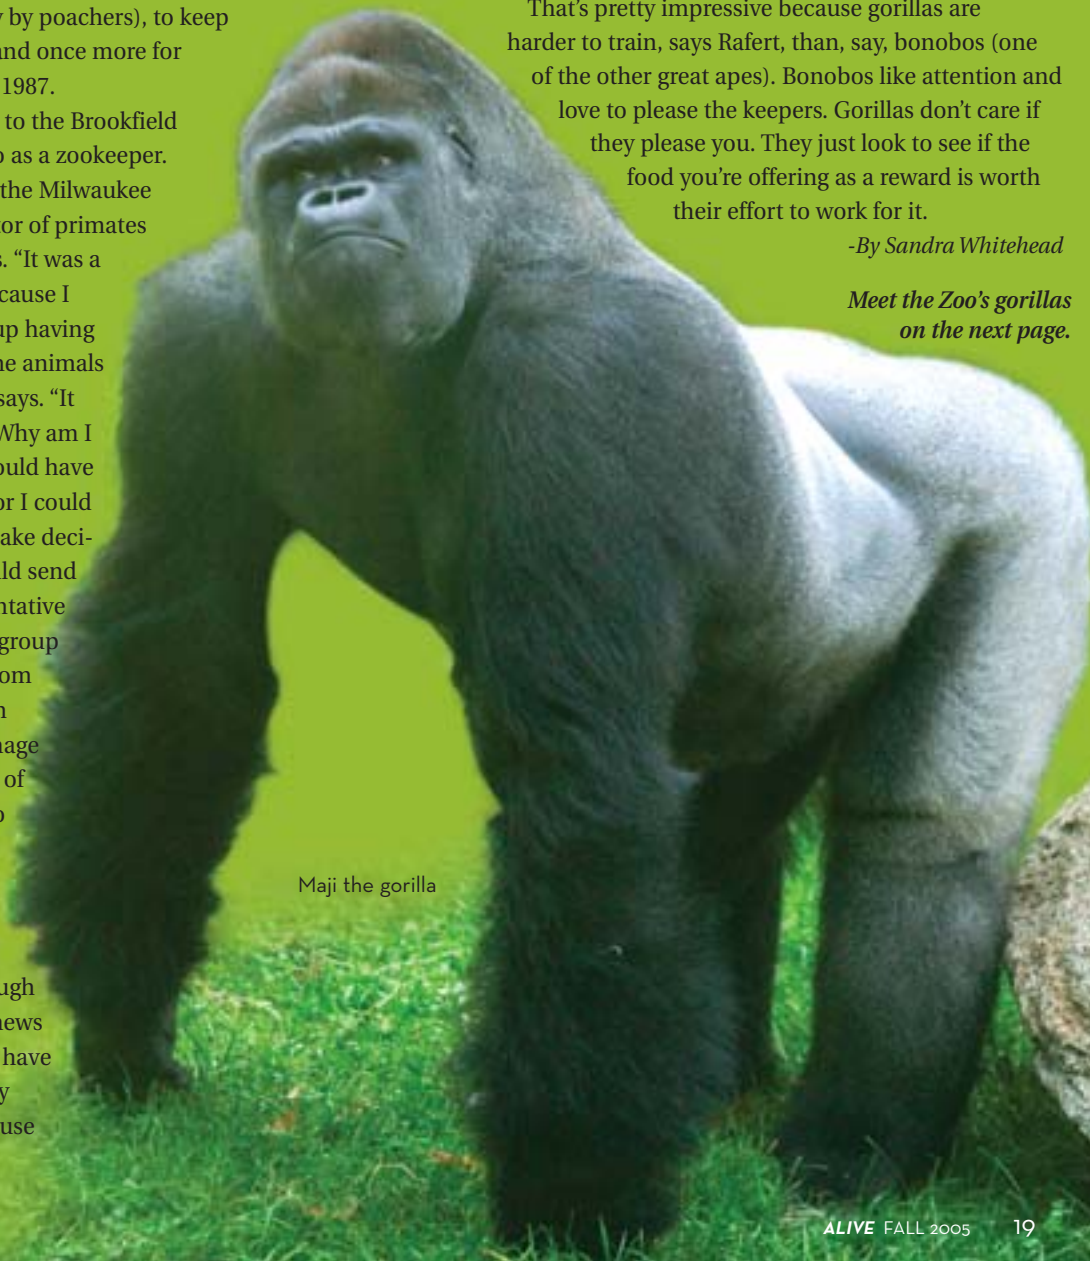 y by poachers), to keep
and once more for
1987.
to the Brookfield
o as a zookeeper.
the Milwaukee
tor of primates
s. “It was a
cause I
up having
he animals
says. “It
Why am I
ould have
or I could
ake deci-
ld send
ntative
group
om
n
nage
of
o
ugh
news
have
y
use
That’s pretty impressive because gorillas are
harder to train, says Rafert, than, say, bonobos (one
of the other great apes). Bonobos like attention and
love to please the keepers. Gorillas don’t care if
they please you. They just look to see if the
food you’re offering as a reward is worth
their effort to work for it.
-By Sandra Whitehead
Meet the Zoo’s gorillas
on the next page.
Maji the gorilla
ALIVE FALL 2005 19